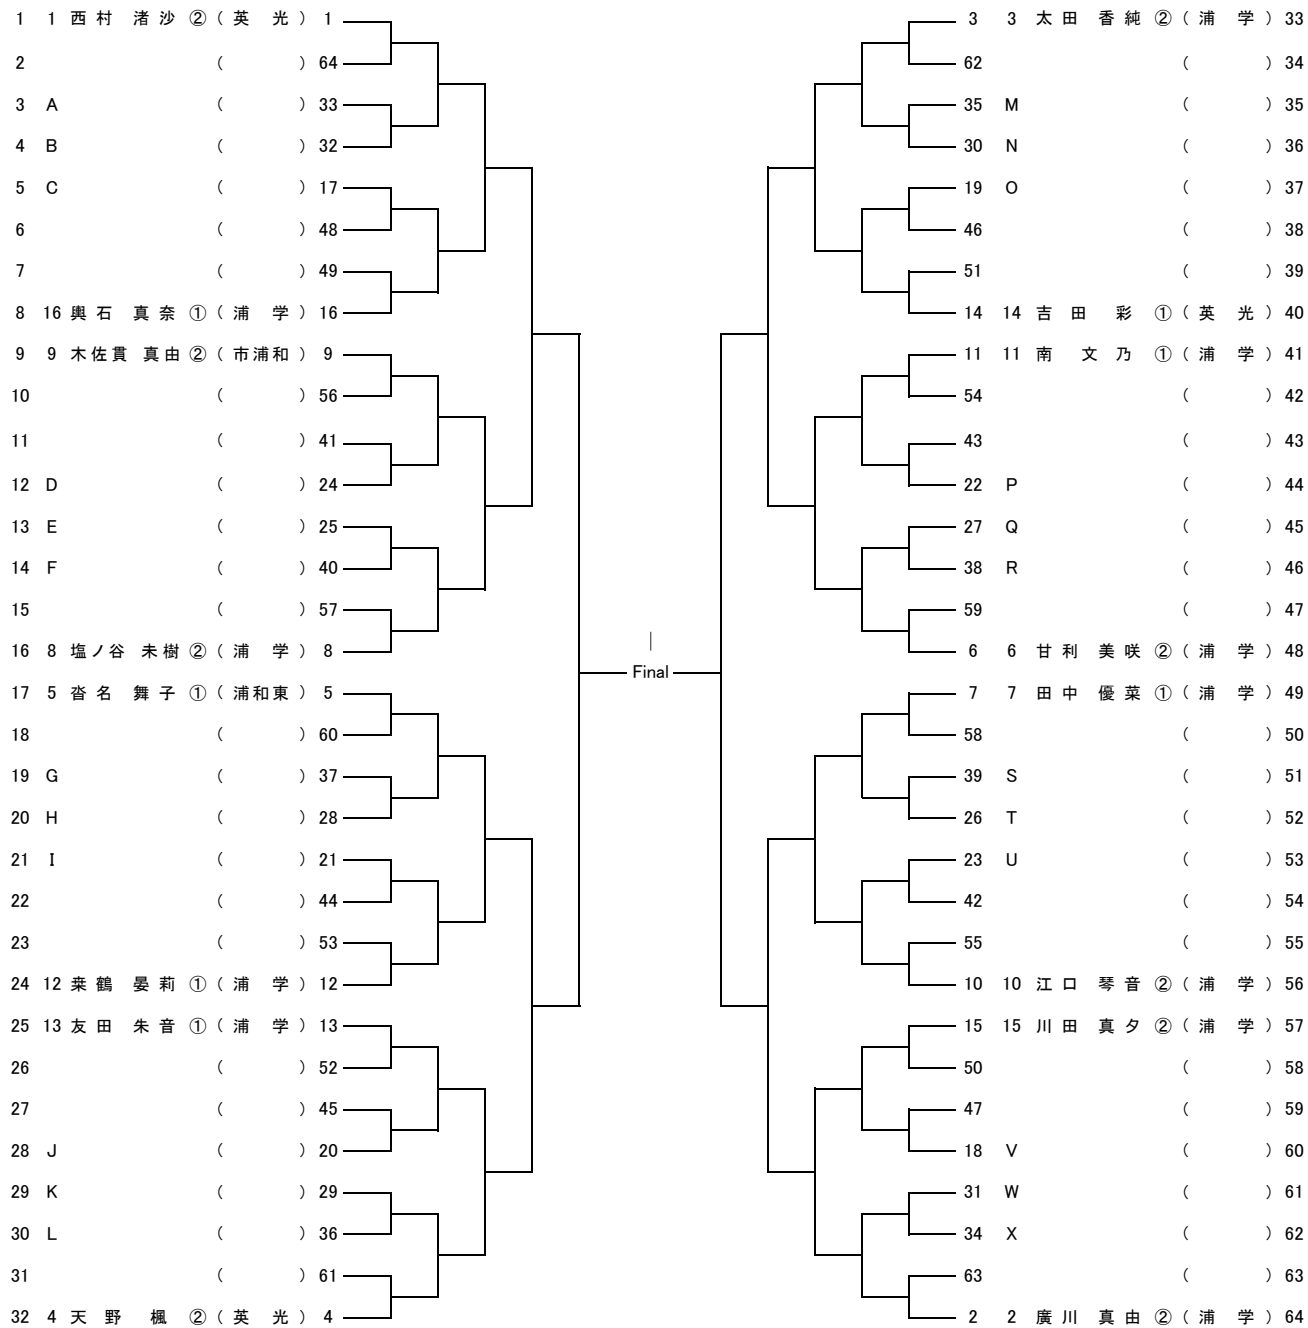 1 1 西村 渚沙 ② ( 英 光 ) 1
2 ( ) 64
3 A ( ) 33
4 B ( ) 32
5 C ( ) 17
6 ( ) 48
7 ( ) 49
8 16 輿石 真奈 ① ( 浦 学 ) 16
9 9 木佐貫 真由 ② ( 市浦和 ) 9
10 ( ) 56
11 ( ) 41
12 D ( ) 24
13 E ( ) 25
14 F ( ) 40
15 ( ) 57
16 8 塩ノ谷 未樹 ② ( 浦 学 ) 8
17 5 沓名 舞子 ① ( 浦和東 ) 5
18 ( ) 60
19 G ( ) 37
20 H ( ) 28
21 I ( ) 21
22 ( ) 44
23 ( ) 53
24 12 桒鶴 晏莉 ① ( 浦 学 ) 12
25 13 友田 朱音 ① ( 浦 学 ) 13
26 ( ) 52
27 ( ) 45
28 J ( ) 20
29 K ( ) 29
30 L ( ) 36
31 ( ) 61
32 4 天野 楓 ② ( 英 光 ) 4
Final
3 3 太田 香純 ② ( 浦 学 ) 33
62 ( ) 34
35 M ( ) 35
30 N ( ) 36
19 O ( ) 37
46 ( ) 38
51 ( ) 39
14 14 吉田 彩 ① ( 英 光 ) 40
11 11 南 文乃 ① ( 浦 学 ) 41
54 ( ) 42
43 ( ) 43
22 P ( ) 44
27 Q ( ) 45
38 R ( ) 46
59 ( ) 47
6 6 甘利 美咲 ② ( 浦 学 ) 48
7 7 田中 優菜 ① ( 浦 学 ) 49
58 ( ) 50
39 S ( ) 51
26 T ( ) 52
23 U ( ) 53
42 ( ) 54
55 ( ) 55
10 10 江口 琴音 ② ( 浦 学 ) 56
15 15 川田 真夕 ② ( 浦 学 ) 57
50 ( ) 58
47 ( ) 59
18 V ( ) 60
31 W ( ) 61
34 X ( ) 62
63 ( ) 63
2 2 廣川 真由 ② ( 浦 学 ) 64